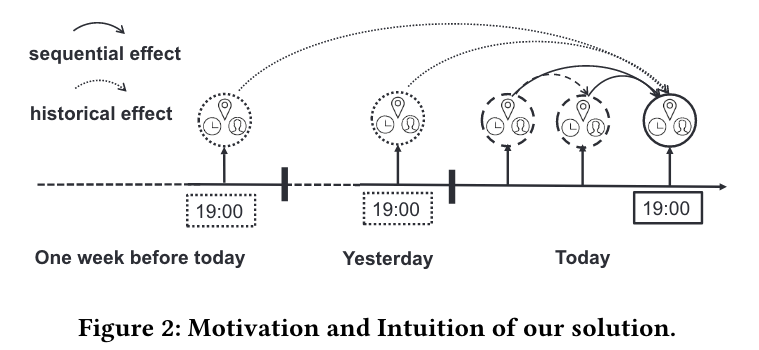 sequential effect
historical effect
19:00
19:00
19:00
One week before today
Yesterday
Today
Figure 2: Motivation and Intuition of our solution.